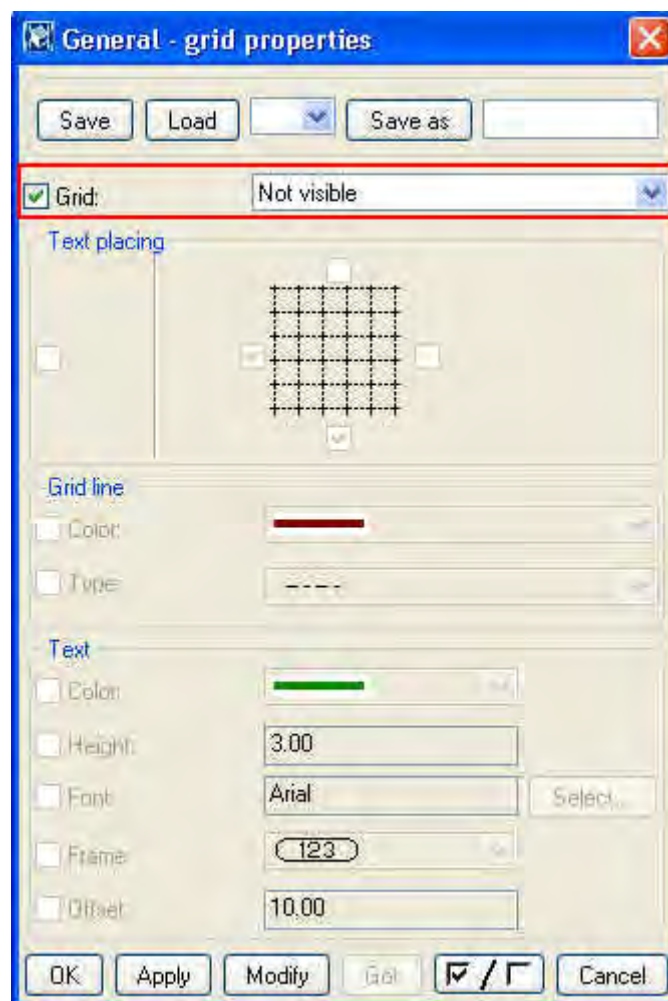 General - grid properties
Save Load Save as
Grid: Not visible
Text placing
Grid line
Color:
Type:
Text
Color:
Height: 3.00
Font: Arial Select...
Frame: 123
Offset: 10.00
OK Apply Modify Get / Cancel